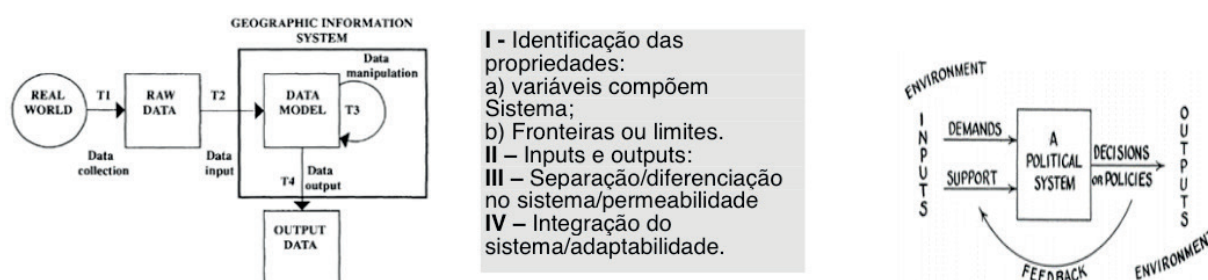 GEOGRAPHIC INFORMATION
SYSTEM
Data
manipulation
REAL
WORLD
T1
RAW
DATA
T2
DATA
MODEL
T3
Data
collection
Data
input
T4
Data
output
OUTPUT
DATA
I - Identificação das
propriedades:
a) variáveis compõem
Sistema;
b) Fronteiras ou limites.
II – Inputs e outputs:
III – Separação/diferenciação
no sistema/permeabilidade
IV – Integração do
sistema/adaptabilidade.
ENVIRONMENT
INPUTS
DEMANDS
SUPPORT
A
POLITICAL
SYSTEM
DECISIONS
OR POLICIES
OUTPUTS
FEEDBACK
ENVIRONMENT